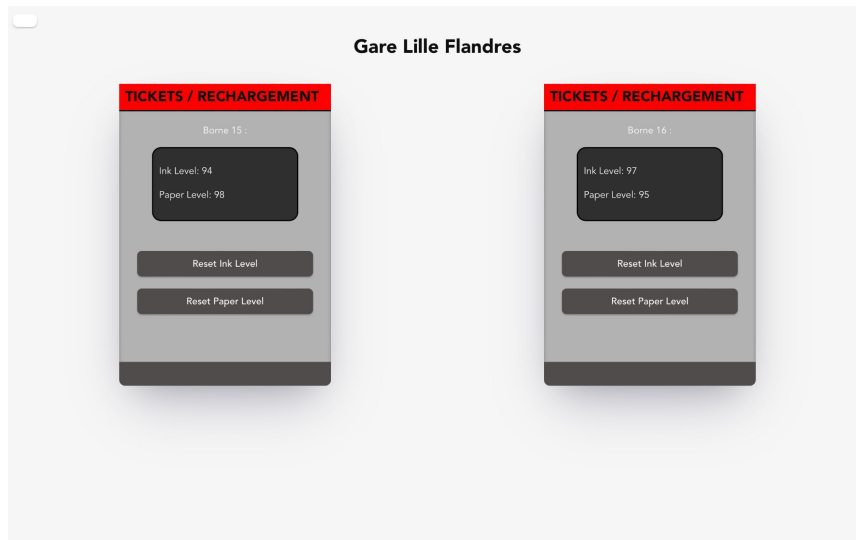 Gare Lille Flandres
TICKETS / RECHARGEMENT
Borne 15 :
Ink Level: 94
Paper Level: 98
Reset Ink Level
Reset Paper Level
TICKETS / RECHARGEMENT
Borne 16 :
Ink Level: 97
Paper Level: 95
Reset Ink Level
Reset Paper Level